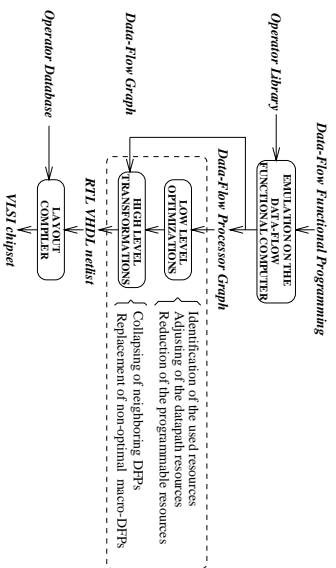 Data-Flow Functional Programming
Operator Library
EMULATION ON THE
DATA-FLOW
FUNCTIONAL COMPUTER
Data-Flow Processor Graph
LOW LEVEL
OPTIMIZATIONS
Identification of the used resources
Adjusting of the datapath resources
Reduction of the programmable resources
Data-Flow Graph
HIGH LEVEL
TRANSFORMATIONS
Collapsing of neighboring DFPs
Replacement of non-optimal macro-DFPs
RTL VHDL netlist
Operator Database
LAYOUT
COMPILER
VLSI chipset